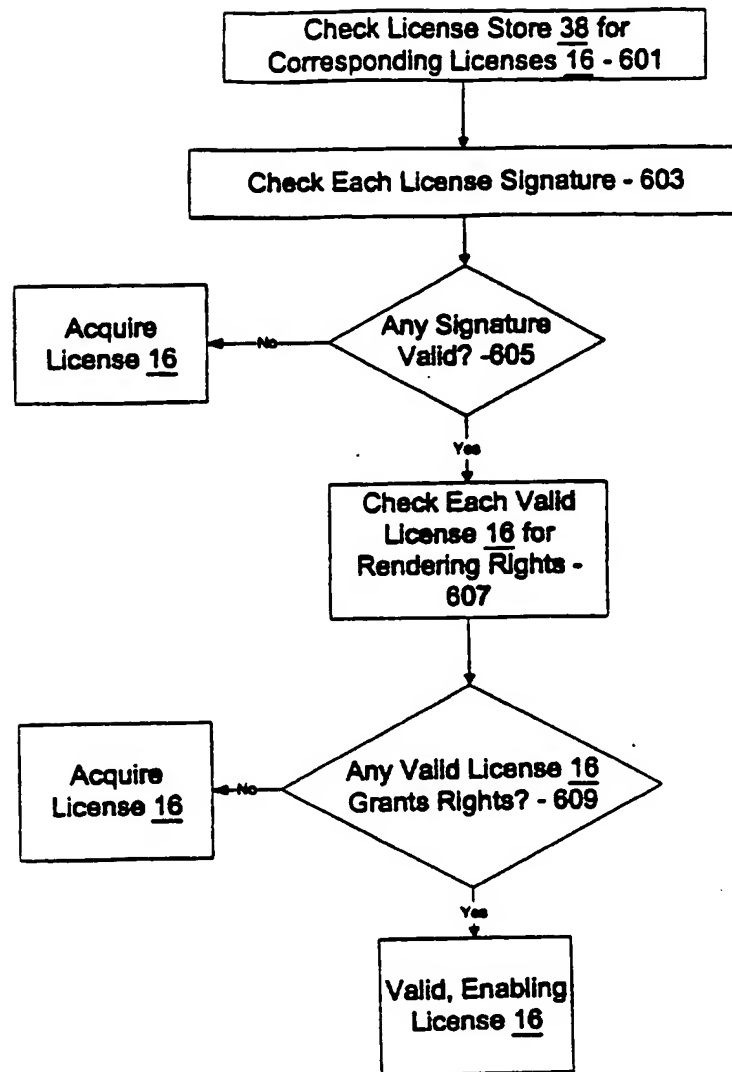 Check License Store 38 for
Corresponding Licenses 16 - 601
Check Each License Signature - 603
Any Signature
Valid? -605
No
Acquire
License 16
Yes
Check Each Valid
License 16 for
Rendering Rights -
607
Any Valid License 16
Grants Rights? - 609
No
Acquire
License 16
Yes
Valid, Enabling
License 16